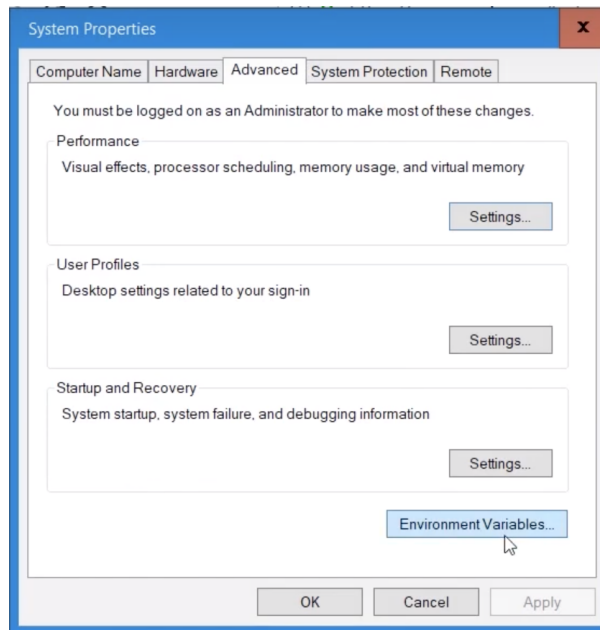 System Properties
x
Computer Name Hardware Advanced System Protection Remote
You must be logged on as an Administrator to make most of these changes.
Performance
Visual effects, processor scheduling, memory usage, and virtual memory
Settings...
User Profiles
Desktop settings related to your sign-in
Settings...
Startup and Recovery
System startup, system failure, and debugging information
Settings...
Environment Variables...
OK Cancel Apply